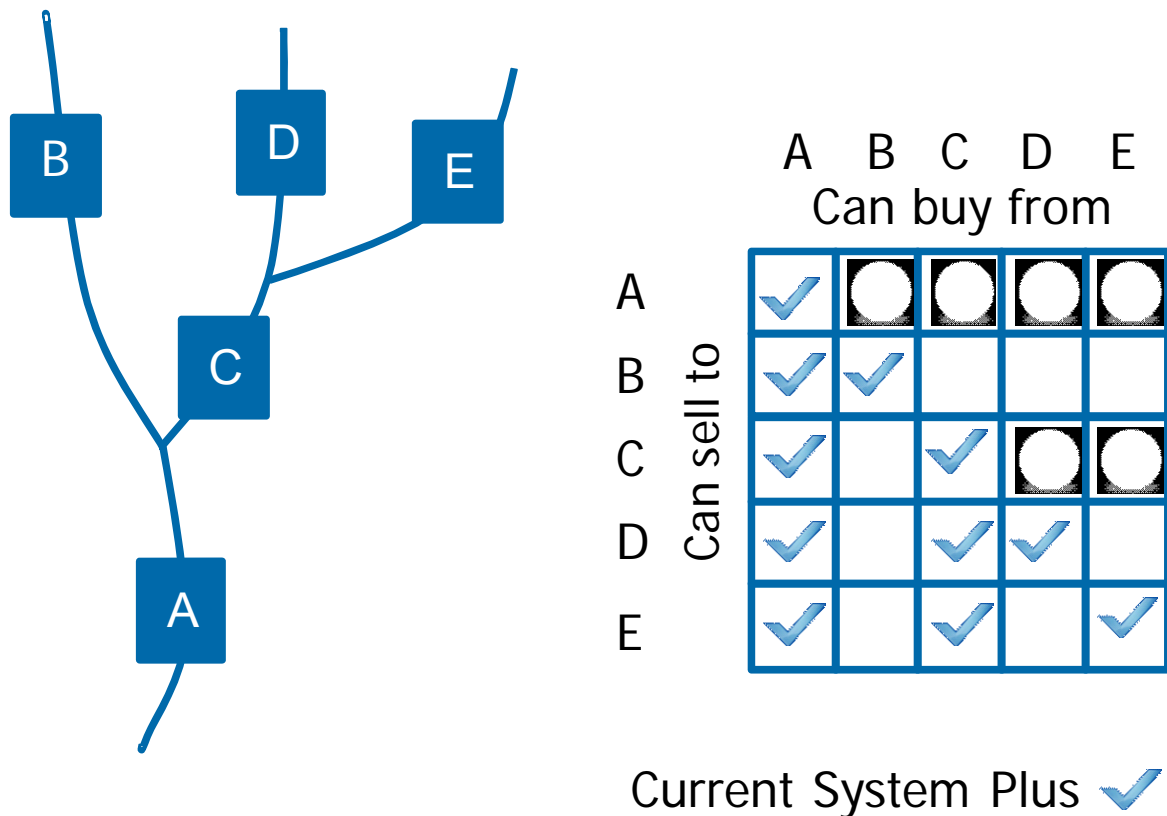 B
D
E
C
A
A B C D E
Can buy from
Can sell to
A
B
C
D
E
Current System Plus